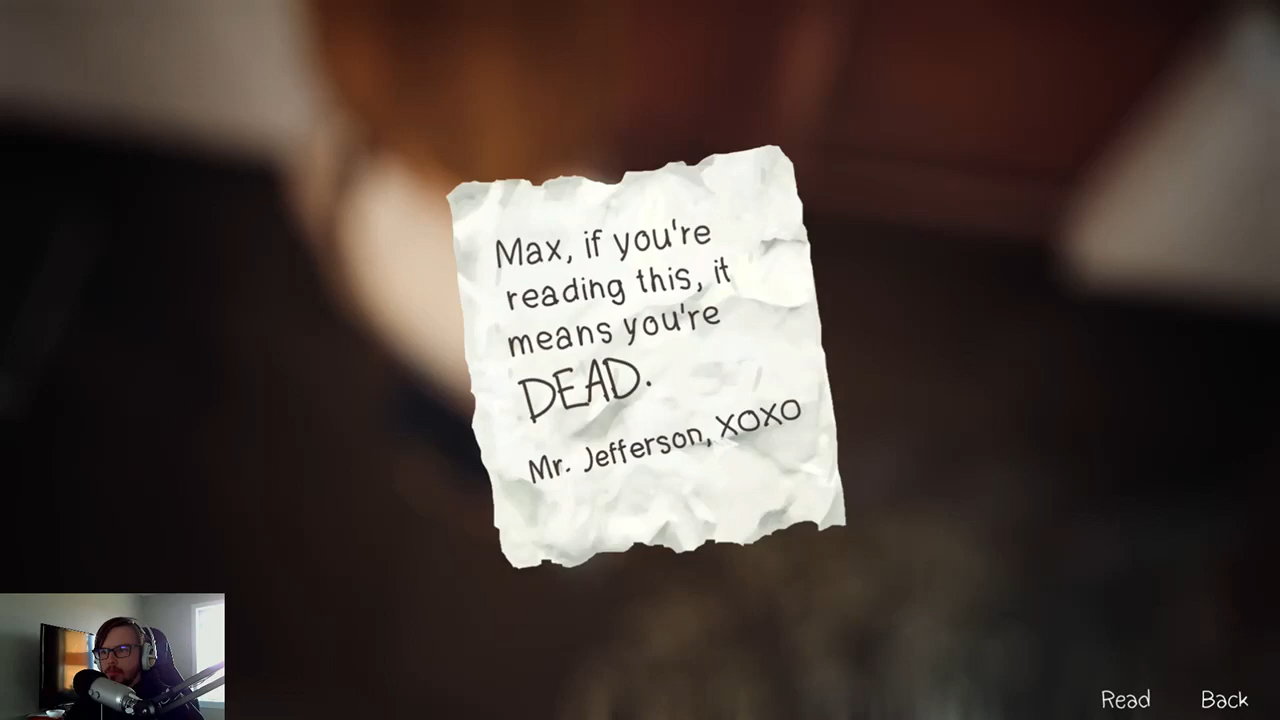 Max, if you're
reading this, it
means you're
DEAD.
Mr. Jefferson, XOXO
Read
Back